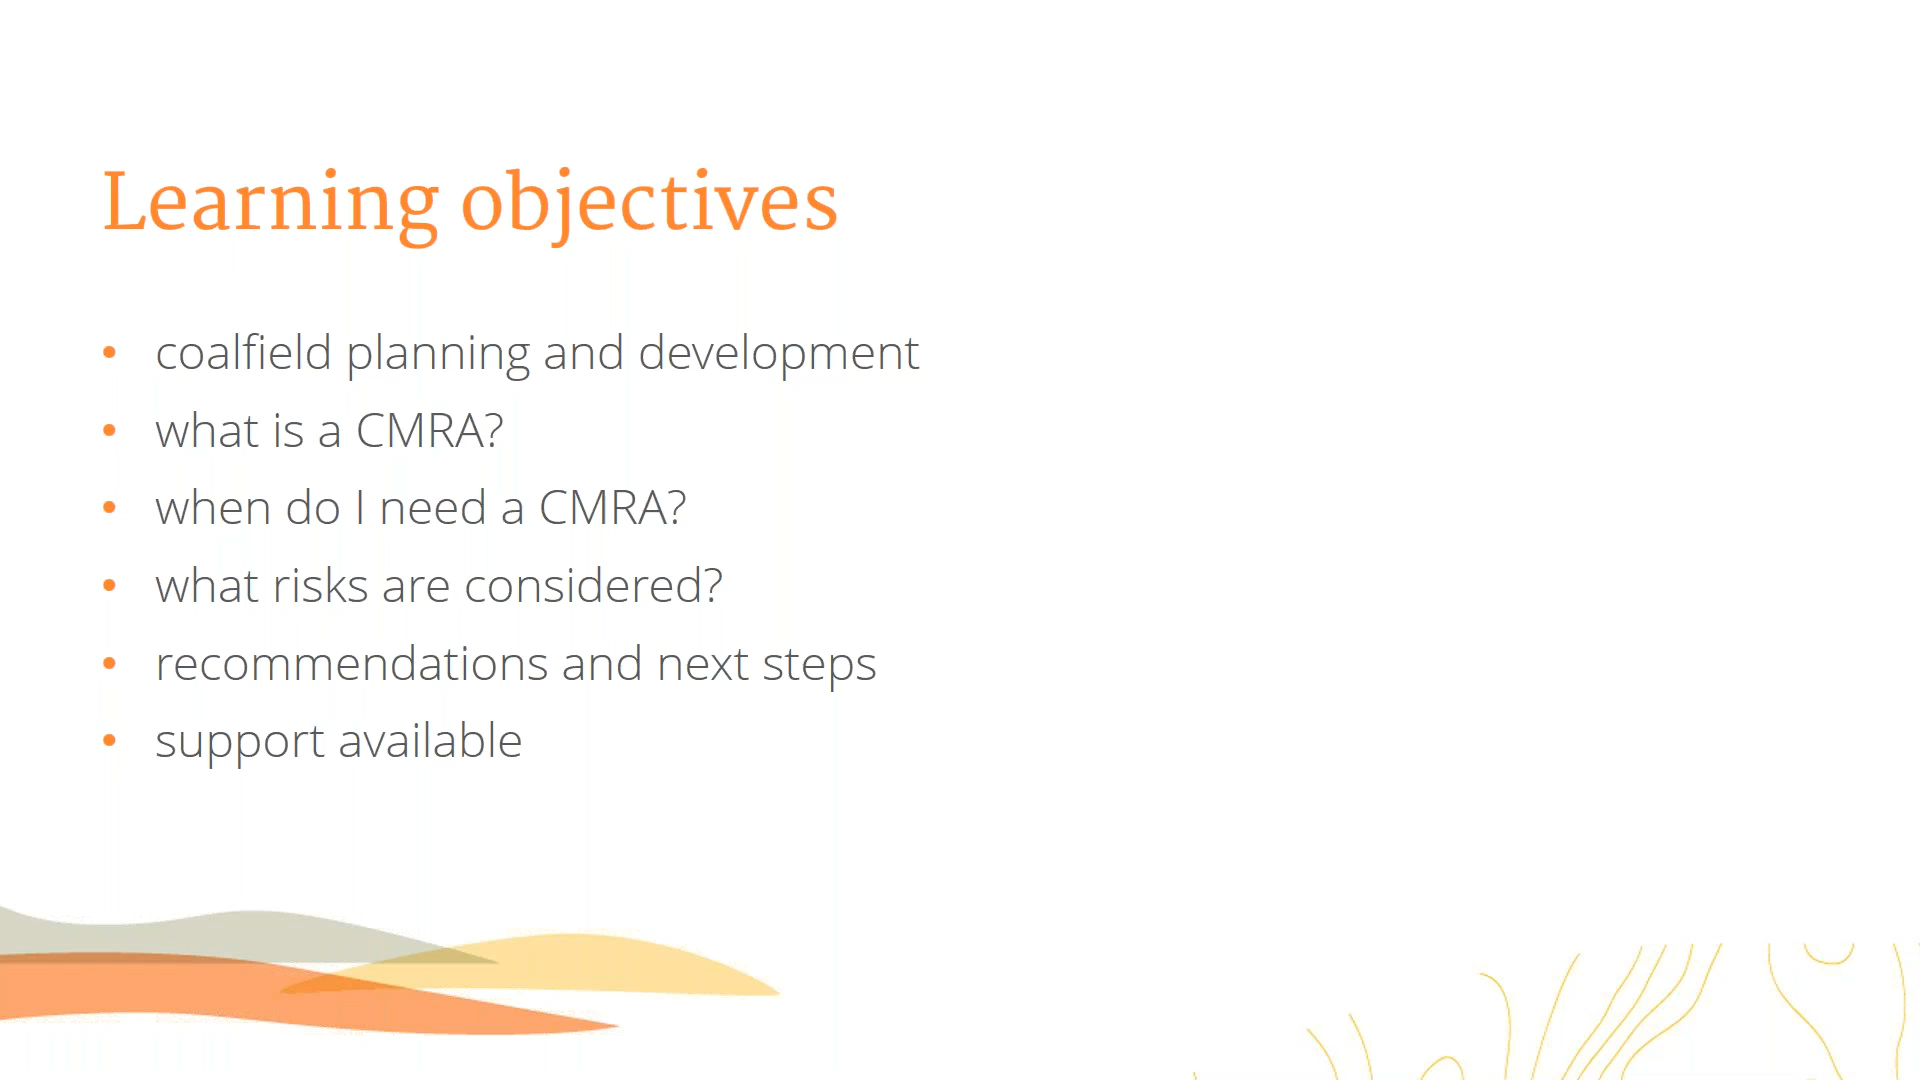 Learning objectives
• coalfield planning and development
• what is a CMRA?
• when do I need a CMRA?
• what risks are considered?
• recommendations and next steps
• support available